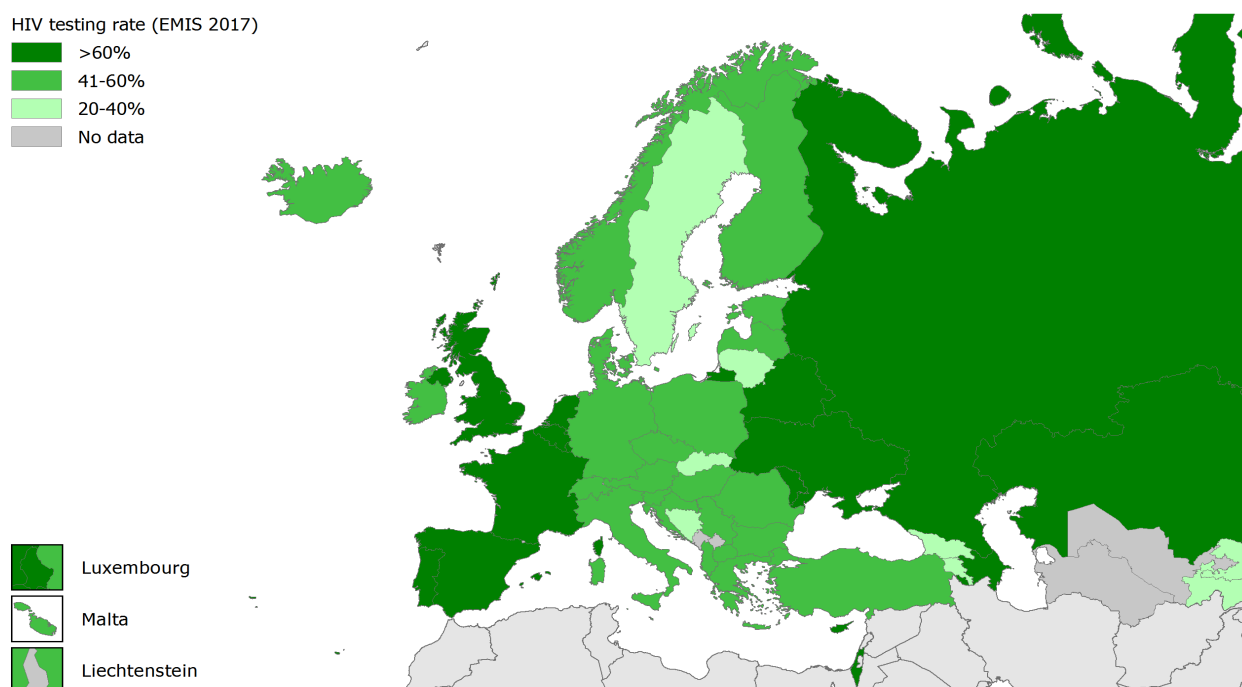 HIV testing rate (EMIS 2017)
>60%
41-60%
20-40%
No data
Luxembourg
Malta
Liechtenstein